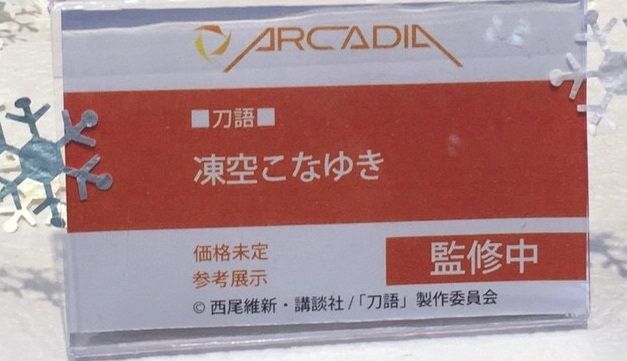 ARCADIA
■刀語■
凍空こなゆき
価格未定
参考展示
監修中
© 西尾維新・講談社/「刀語」製作委員会